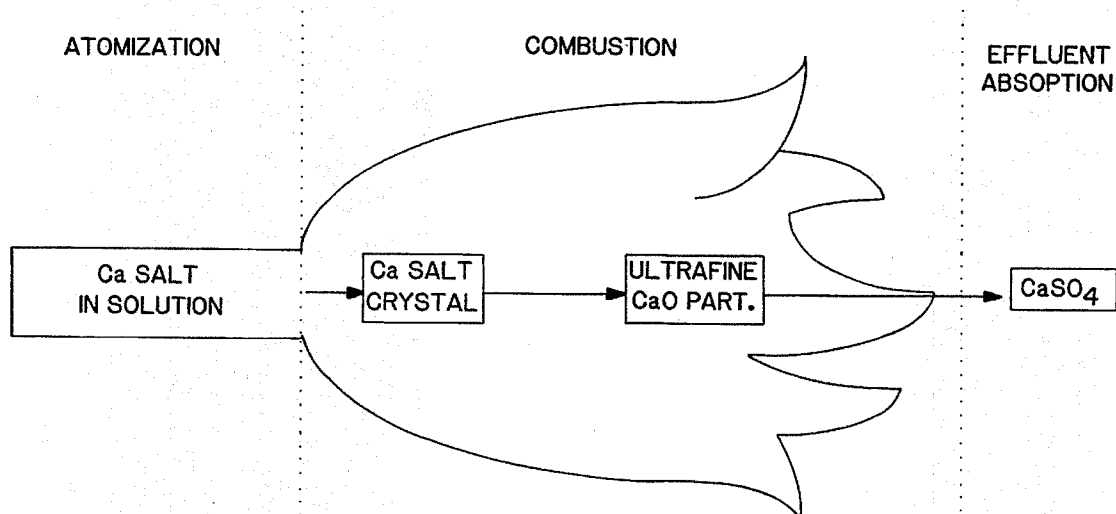 ATOMIZATION
COMBUSTION
EFFLUENT
ABSOPTION
Ca SALT
IN SOLUTION
Ca SALT
CRYSTAL
ULTRAFINE
CaO PART.
CaSO4